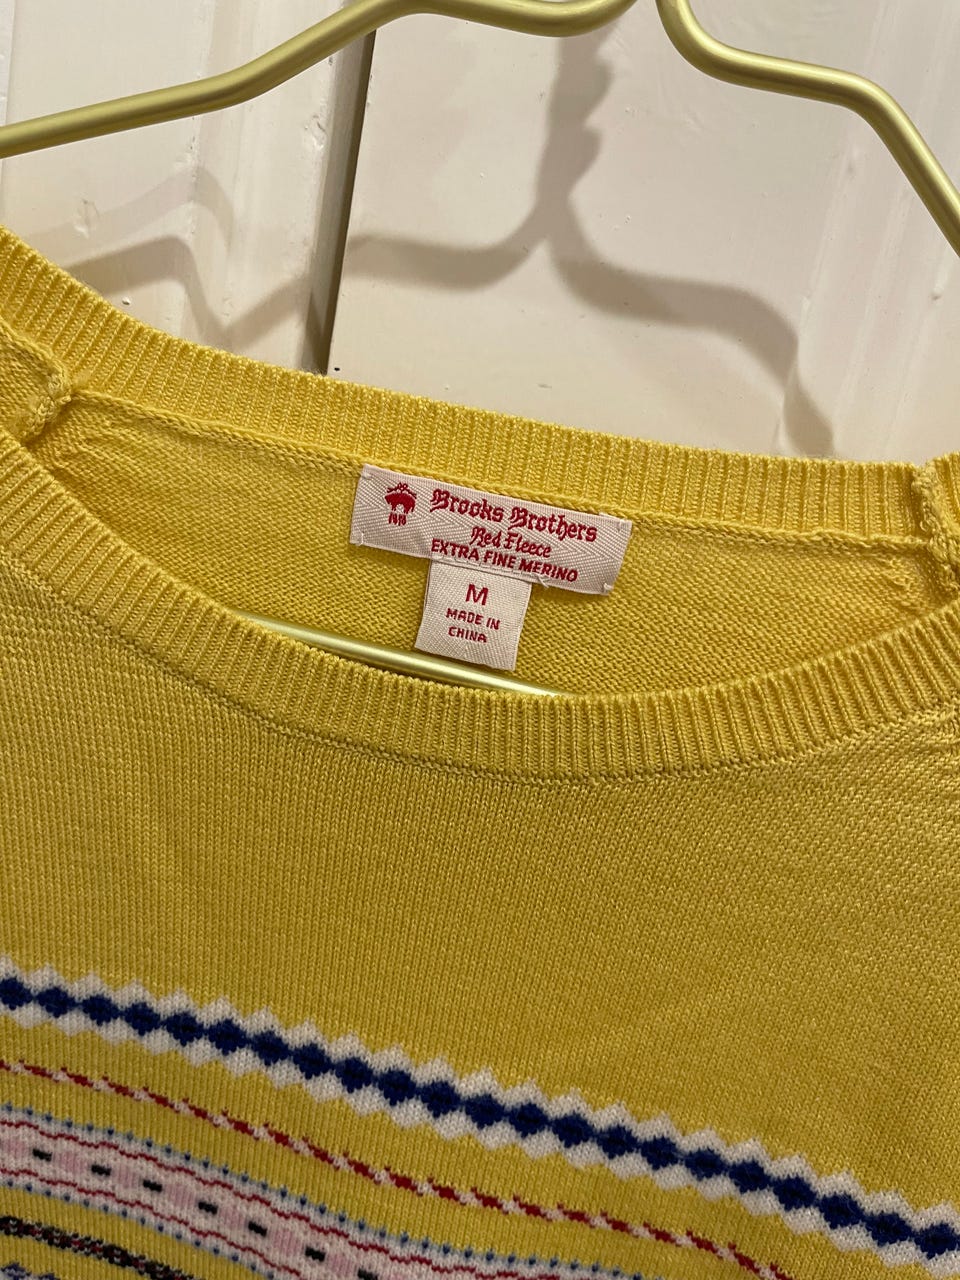 Brooks Brothers
Red Fleece
EXTRA FINE MERINO
M
MADE IN
CHINA